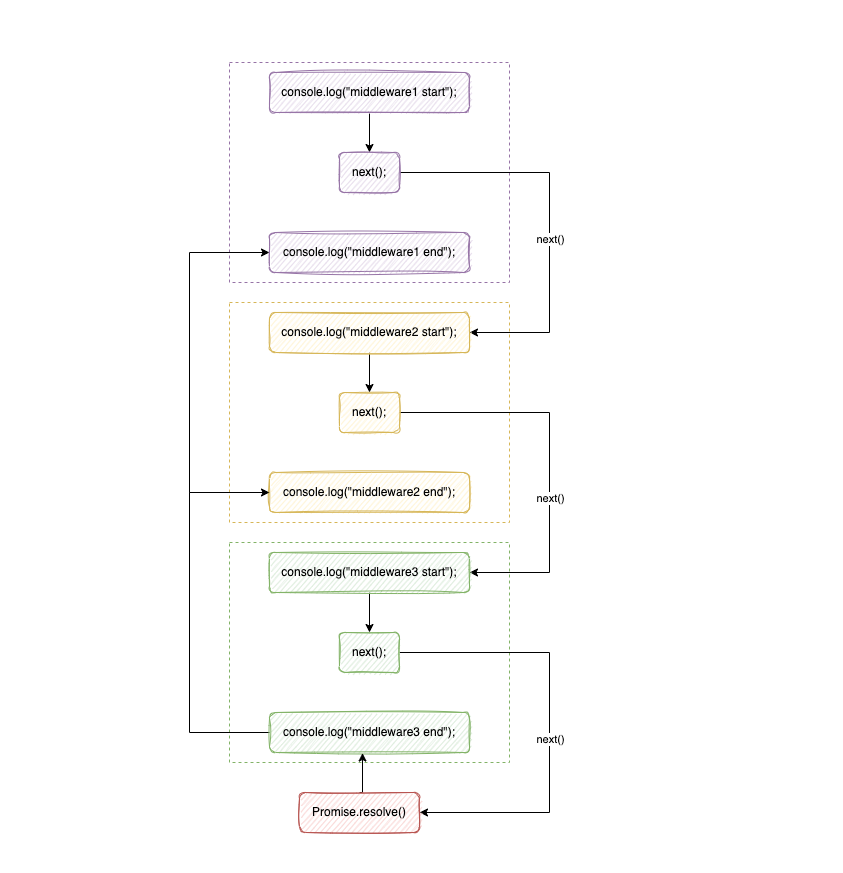 console.log("middleware1 start");
next();
next()
console.log("middleware1 end");
console.log("middleware2 start");
next();
console.log("middleware2 end");
next()
console.log("middleware3 start");
next();
console.log("middleware3 end");
next()
Promise.resolve()